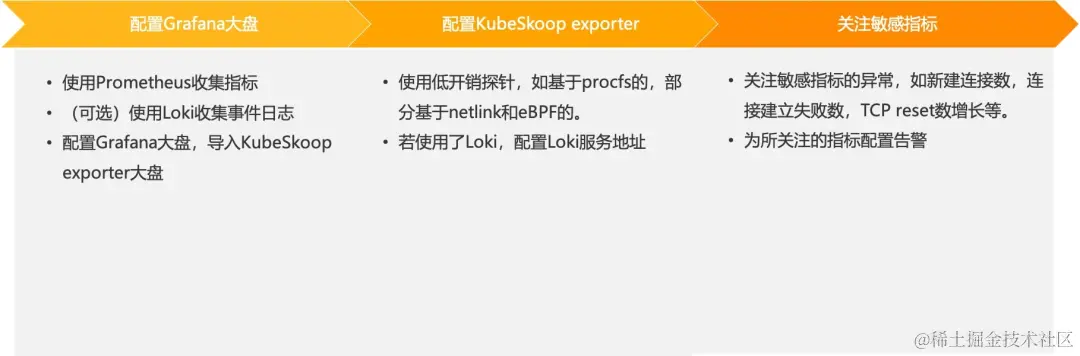 配置Grafana大盘
配置KubeSkoop exporter
关注敏感指标
• 使用Prometheus收集指标
• （可选）使用Loki收集事件日志
• 配置Grafana大盘，导入KubeSkoop
exporter大盘
• 使用低开销探针，如基于procfs的，部
分基于netlink和eBPF的。
• 若使用了Loki，配置Loki服务地址
• 关注敏感指标的异常，如新建连接数，连
接建立失败数，TCP reset数增长等。
• 为所关注的指标配置告警
@稀土掘金技术社区